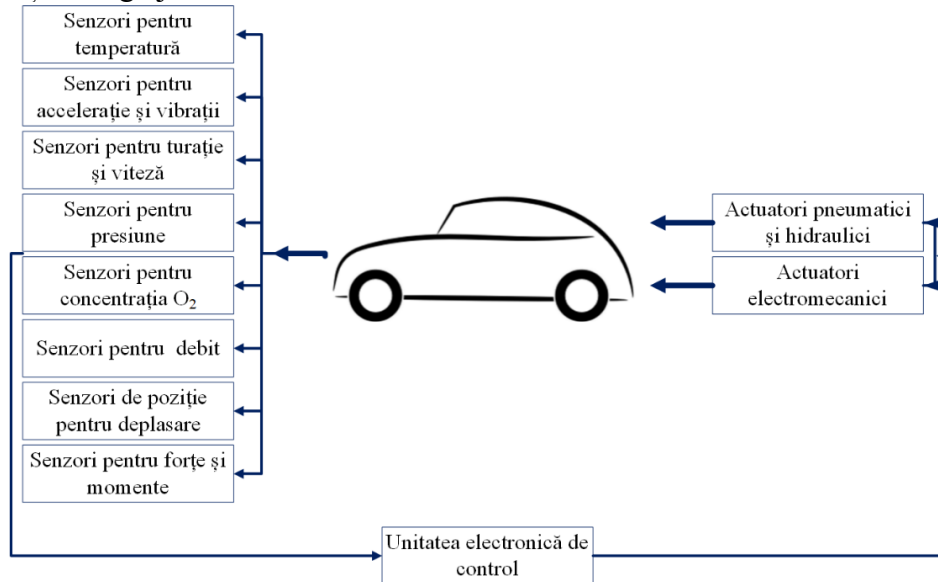 Senzori pentru
temperatură
Senzori pentru
accelerație și vibrații
Senzori pentru turație
și viteză
Senzori pentru
presiune
Senzori pentru
concentrația O₂
Senzori pentru debit
Senzori de poziție
pentru deplasare
Senzori pentru forțe și
momente
Actuatori pneumatici
și hidraulici
Actuatori
electromecanici
Unitatea electronică de
control